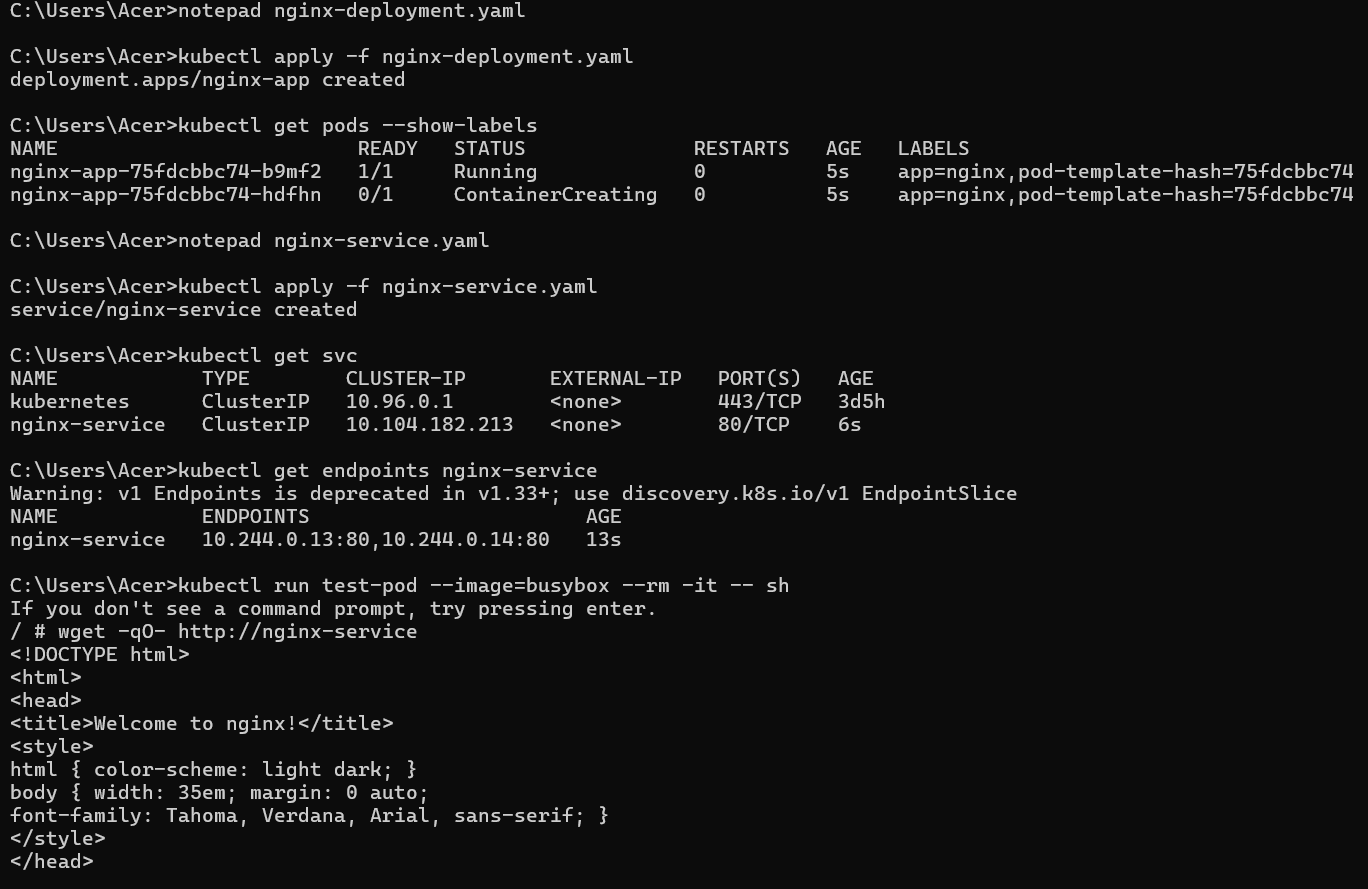 C:\Users\Acer>notepad nginx-deployment.yaml
C:\Users\Acer>kubectl apply -f nginx-deployment.yaml
deployment.apps/nginx-app created
C:\Users\Acer>kubectl get pods --show-labels
NAME                         READY   STATUS              RESTARTS   AGE   LABELS
nginx-app-75fdcbbc74-b9mf2   1/1     Running             0          5s    app=nginx,pod-template-hash=75fdcbbc74
nginx-app-75fdcbbc74-hdfhn   0/1     ContainerCreating   0          5s    app=nginx,pod-template-hash=75fdcbbc74
C:\Users\Acer>notepad nginx-service.yaml
C:\Users\Acer>kubectl apply -f nginx-service.yaml
service/nginx-service created
C:\Users\Acer>kubectl get svc
NAME            TYPE        CLUSTER-IP       EXTERNAL-IP   PORT(S)   AGE
kubernetes      ClusterIP   10.96.0.1        <none>        443/TCP   3d5h
nginx-service   ClusterIP   10.104.182.213   <none>        80/TCP    6s
C:\Users\Acer>kubectl get endpoints nginx-service
Warning: v1 Endpoints is deprecated in v1.33+; use discovery.k8s.io/v1 EndpointSlice
NAME            ENDPOINTS                       AGE
nginx-service   10.244.0.13:80,10.244.0.14:80   13s
C:\Users\Acer>kubectl run test-pod --image=busybox --rm -it -- sh
If you don't see a command prompt, try pressing enter.
/ # wget -qO- http://nginx-service
<!DOCTYPE html>
<html>
<head>
<title>Welcome to nginx!</title>
<style>
html { color-scheme: light dark; }
body { width: 35em; margin: 0 auto;
font-family: Tahoma, Verdana, Arial, sans-serif; }
</style>
</head>